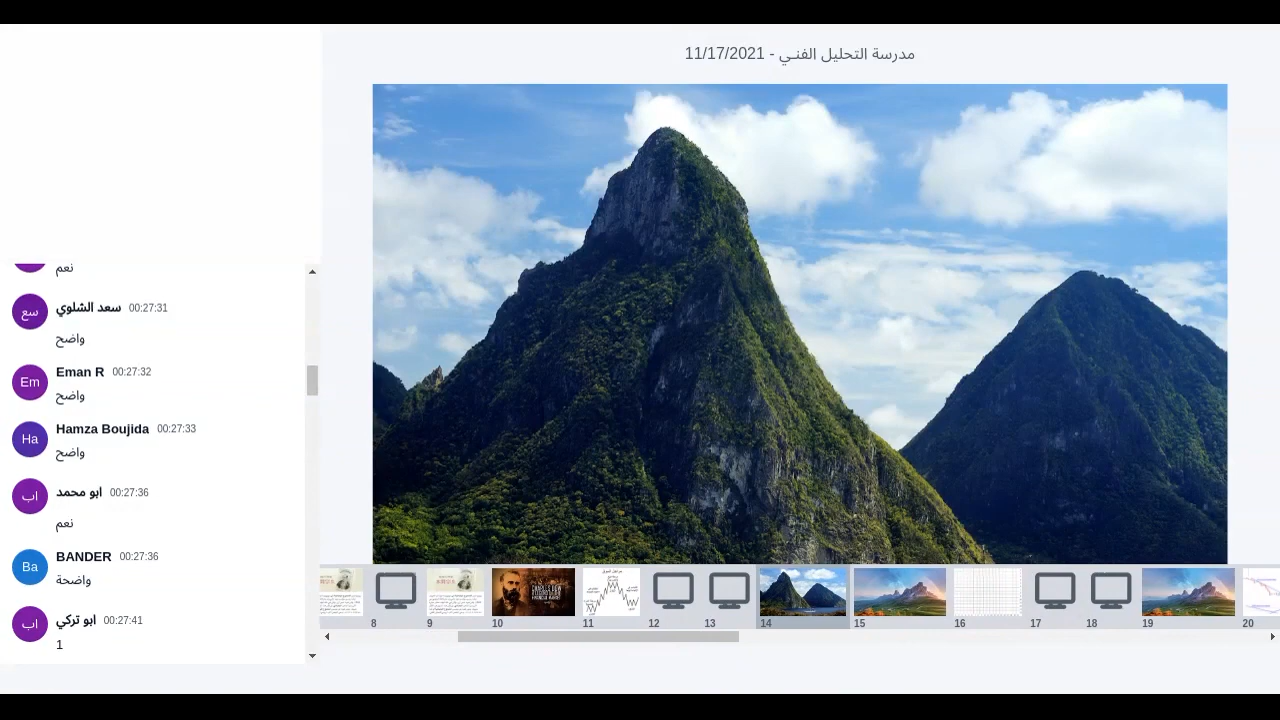 مدرسة التحليل الفني - 11/17/2021
نعم
سعد الشلوي 00:27:31
سع
واضح
Eman R 00:27:32
Em
واضح
Hamza Boujida 00:27:33
Ha
واضح
ابو محمد 00:27:36
اب
نعم
BANDER 00:27:36
Ba
واضحة
ابو تركي 00:27:41
اب
1
8 9 10 11 12 13 14 15 16 17 18 19 20